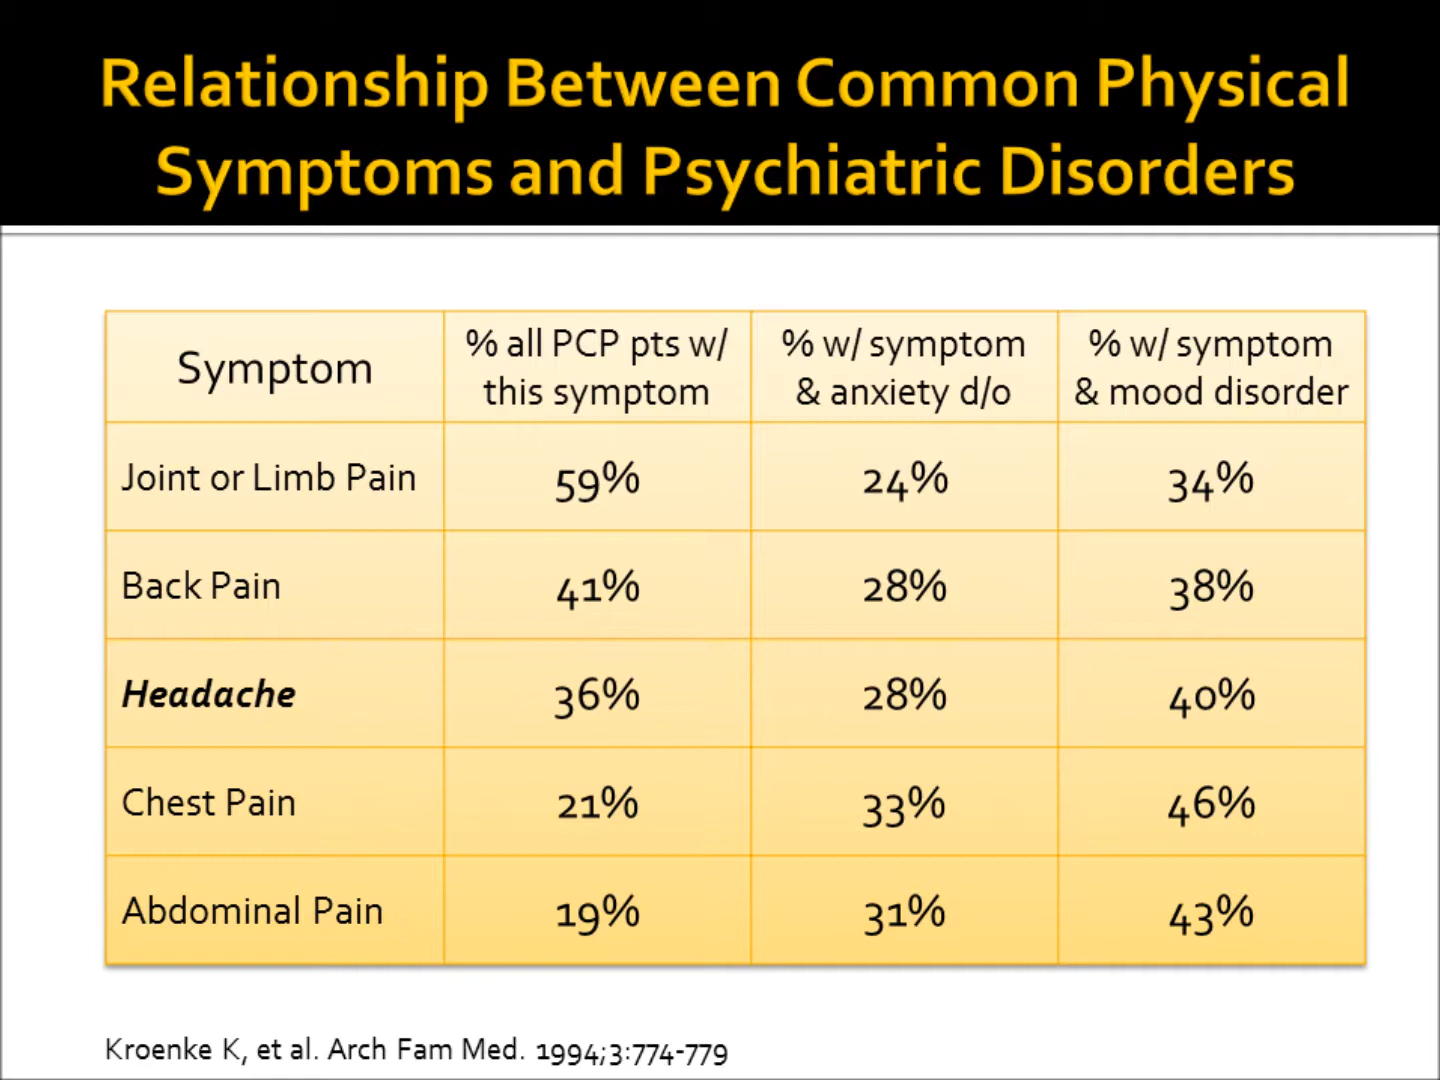 Relationship Between Common Physical
Symptoms and Psychiatric Disorders
Symptom
% all PCP pts w/
this symptom
% w/ symptom
& anxiety d/o
% w/ symptom
& mood disorder
Joint or Limb Pain 59% 24% 34%
Back Pain 41% 28% 38%
Headache 36% 28% 40%
Chest Pain 21% 33% 46%
Abdominal Pain 19% 31% 43%
Kroenke K, et al. Arch Fam Med. 1994;3:774-779